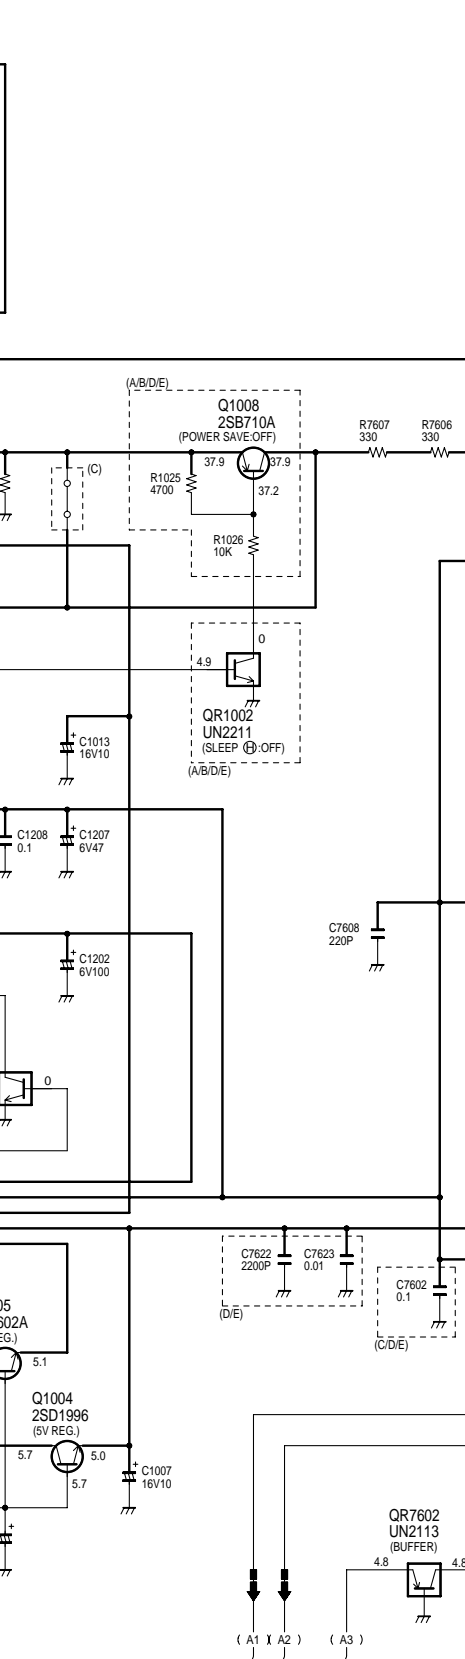 (A/B/D/E)
Q1008
2SB710A
(POWER SAVE:OFF)
37.9
37.9
37.2
R7607
330
R7606
330
(C)
R1025
4700
R1026
10K
0
4.9
QR1002
UN2211
(SLEEP Ⓗ:OFF)
(A/B/D/E)
+
C1013
16V10
C1208
0.1
+
C1207
6V47
C7608
220P
+
C1202
6V100
0
C7622
2200P
C7623
0.01
(D/E)
C7602
0.1
(C/D/E)
05
602A
EG.)
5.1
Q1004
2SD1996
(5V REG.)
5.7
5.0
5.7
+
C1007
16V10
+
QR7602
UN2113
(BUFFER)
4.8
4.8
( A1 )
( A2 )
( A3 )